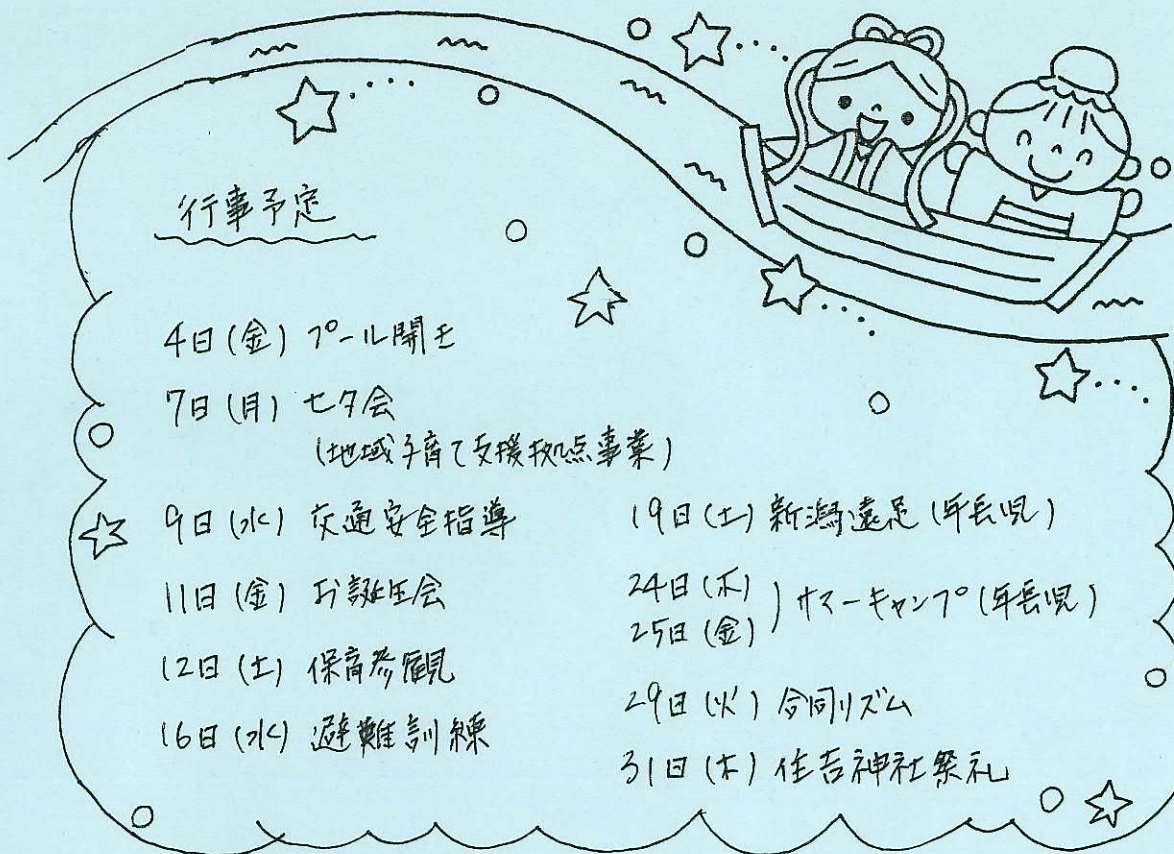 行事予定
4日(金) プール開き
7日(月) 七夕会
(地域子育て支援拠点事業)
9日(水) 交通安全指導
11日(金) お誕生会
12日(土) 保育参観
16日(水) 避難訓練
19日(土) 新潟遠足(年長児)
24日(木)
25日(金) ) サマーキャンプ(年長児)
29日(火) 合同リズム
31日(木) 住吉神社祭礼